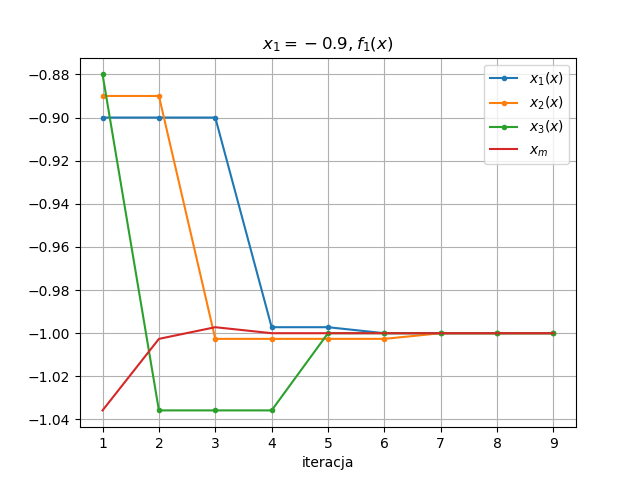 x₁ = − 0.9, f₁(x)
x₁(x)
x₂(x)
x₃(x)
xₘ
−0.88
−0.90
−0.92
−0.94
−0.96
−0.98
−1.00
−1.02
−1.04
1 2 3 4 5 6 7 8 9
iteracja